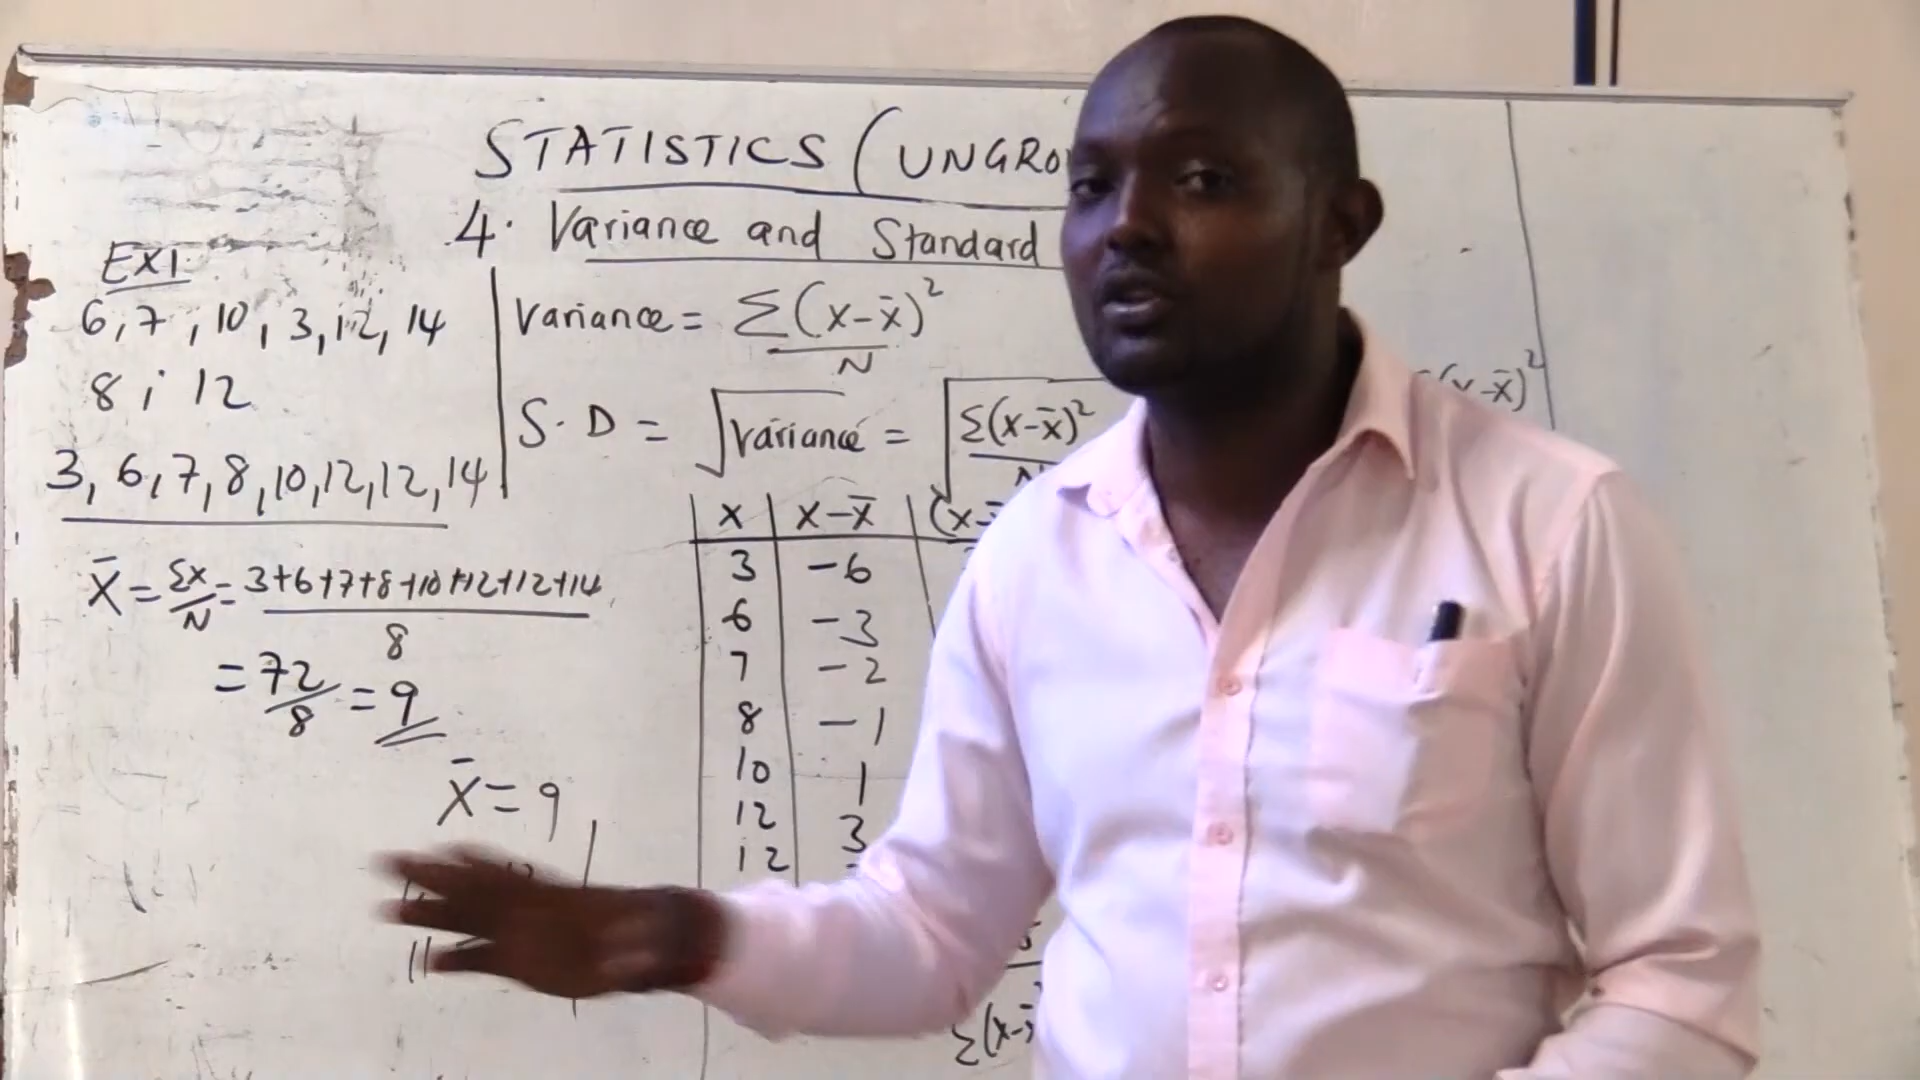 STATISTICS (UNGRO
4. Variance and Standard
EX1
6, 7, 10, 3, 12, 14
8 ; 12
3, 6, 7, 8, 10, 12, 12, 14
x̄ = Σx/N = 3+6+7+8+10+12+12+14
8
= 72/8 = 9
x̄ = 9
11
Variance = Σ(x-x̄)²
N
S.D = √Variance = √Σ(x-x̄)²
N
(x-x̄)²
x x-x̄ (x-
3 -6
6 -3
7 -2
8 -1
10 1
12 3
12
Σ(x-